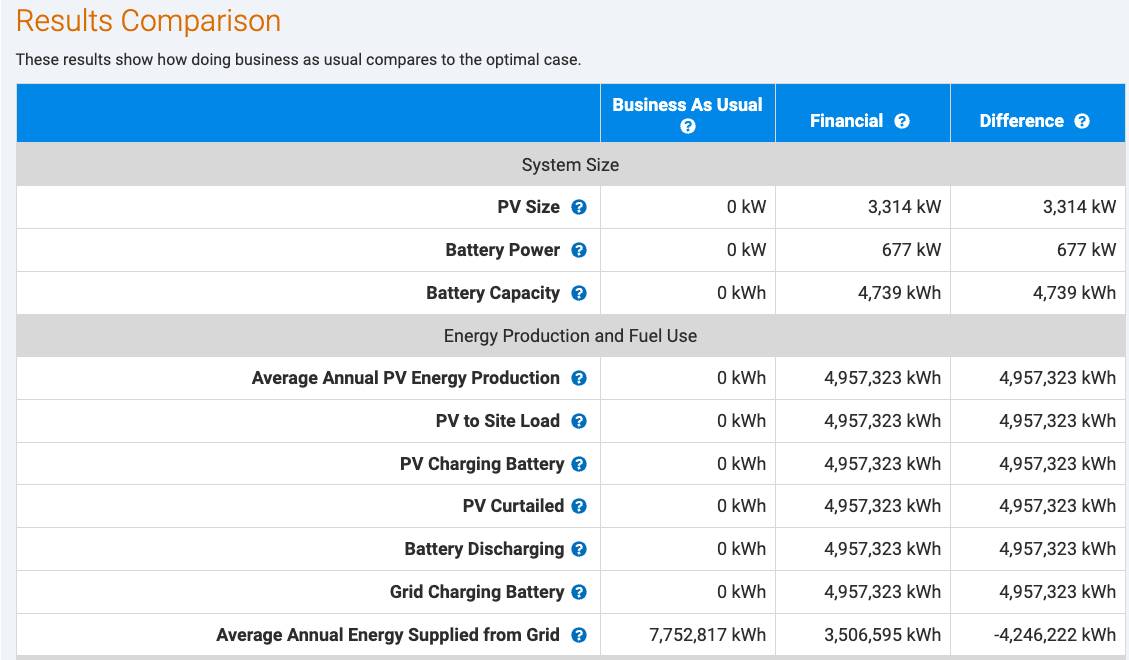 Results Comparison
These results show how doing business as usual compares to the optimal case.
Business As Usual ? Financial ? Difference ?
System Size
PV Size ? 0 kW 3,314 kW 3,314 kW
Battery Power ? 0 kW 677 kW 677 kW
Battery Capacity ? 0 kWh 4,739 kWh 4,739 kWh
Energy Production and Fuel Use
Average Annual PV Energy Production ? 0 kWh 4,957,323 kWh 4,957,323 kWh
PV to Site Load ? 0 kWh 4,957,323 kWh 4,957,323 kWh
PV Charging Battery ? 0 kWh 4,957,323 kWh 4,957,323 kWh
PV Curtailed ? 0 kWh 4,957,323 kWh 4,957,323 kWh
Battery Discharging ? 0 kWh 4,957,323 kWh 4,957,323 kWh
Grid Charging Battery ? 0 kWh 4,957,323 kWh 4,957,323 kWh
Average Annual Energy Supplied from Grid ? 7,752,817 kWh 3,506,595 kWh -4,246,222 kWh